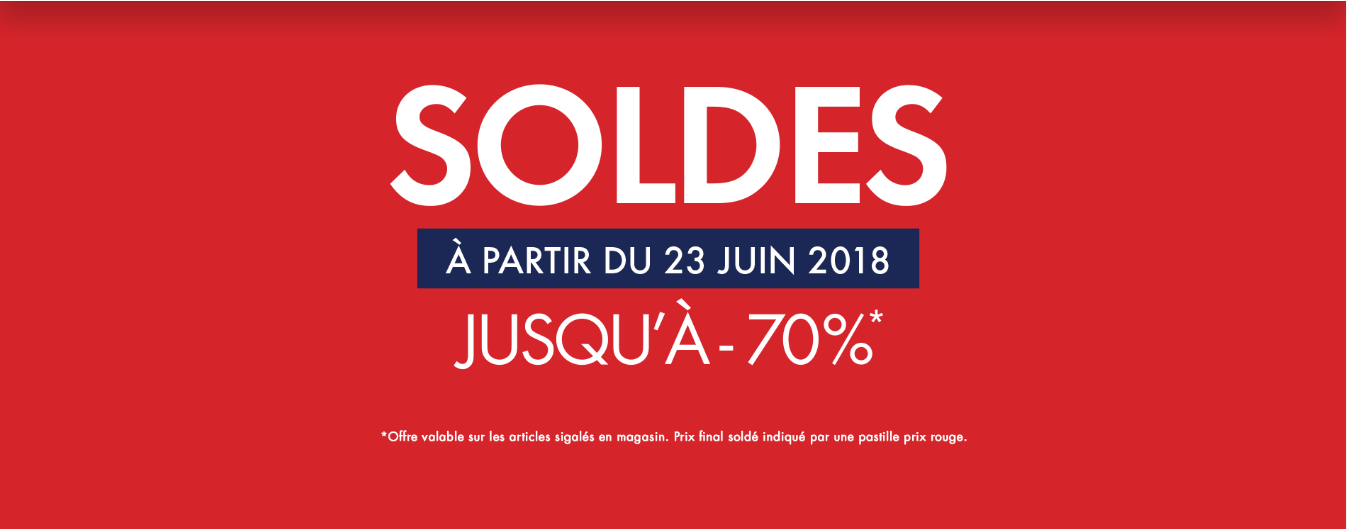 SOLDES
À PARTIR DU 23 JUIN 2018
JUSQU'À - 70%*
*Offre valable sur les articles sigalés en magasin. Prix final soldé indiqué par une pastille prix rouge.